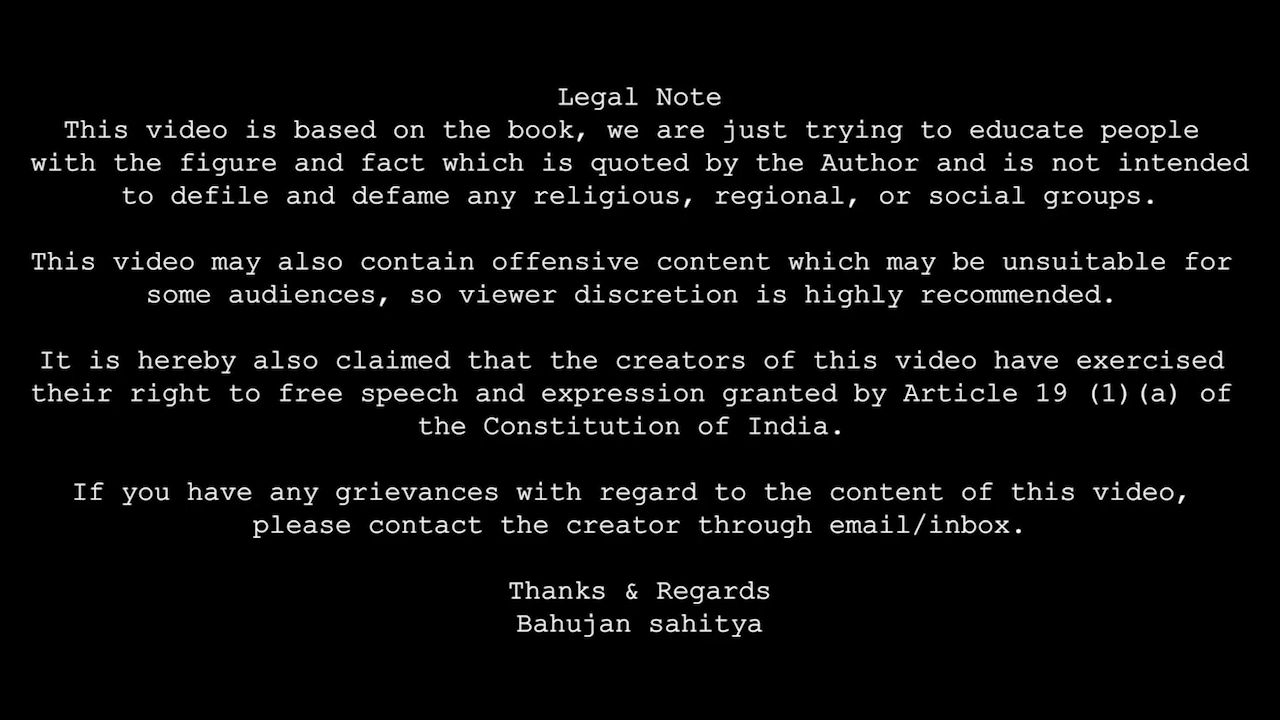 Legal Note
This video is based on the book, we are just trying to educate people
with the figure and fact which is quoted by the Author and is not intended
to defile and defame any religious, regional, or social groups.
This video may also contain offensive content which may be unsuitable for
some audiences, so viewer discretion is highly recommended.
It is hereby also claimed that the creators of this video have exercised
their right to free speech and expression granted by Article 19 (1)(a) of
the Constitution of India.
If you have any grievances with regard to the content of this video,
please contact the creator through email/inbox.
Thanks & Regards
Bahujan sahitya